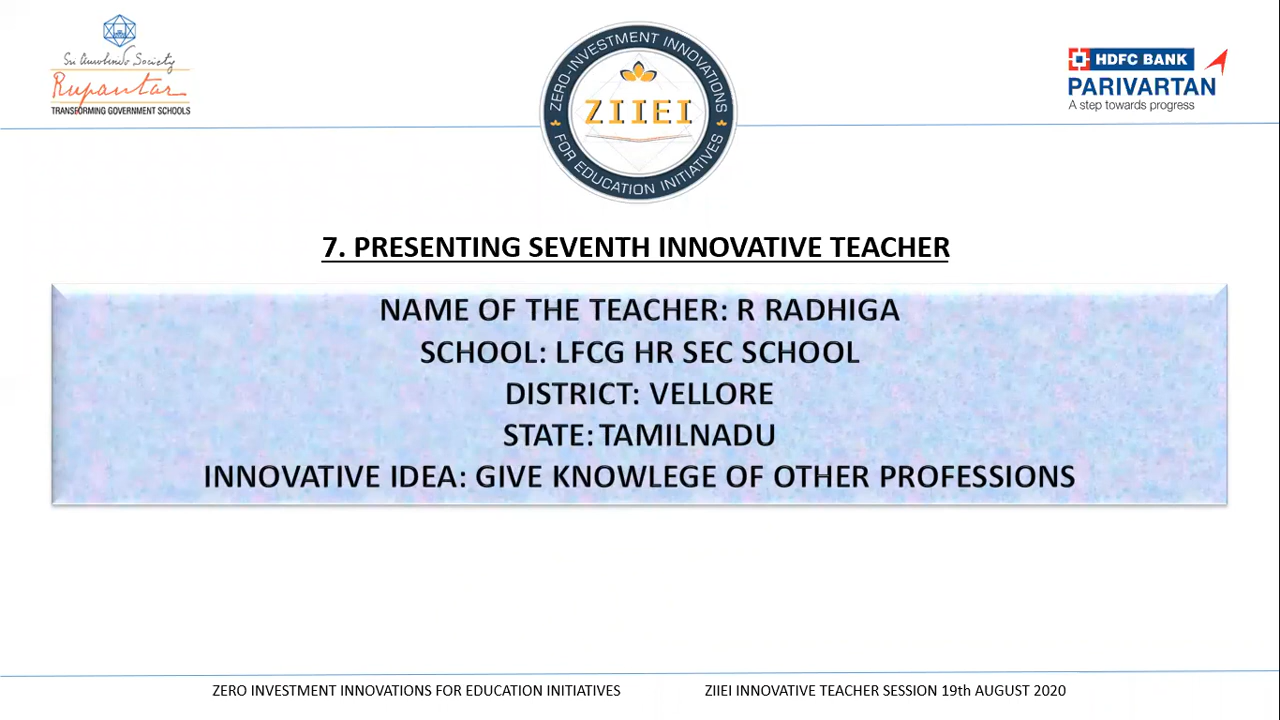 Sri Aurobindo Society
Rupantar
TRANSFORMING GOVERNMENT SCHOOLS
ZERO-INVESTMENT INNOVATIONS
ZIIEI
FOR EDUCATION INITIATIVES
HDFC BANK
PARIVARTAN
A step towards progress
7. PRESENTING SEVENTH INNOVATIVE TEACHER
NAME OF THE TEACHER: R RADHIGA
SCHOOL: LFCG HR SEC SCHOOL
DISTRICT: VELLORE
STATE: TAMILNADU
INNOVATIVE IDEA: GIVE KNOWLEGE OF OTHER PROFESSIONS
ZERO INVESTMENT INNOVATIONS FOR EDUCATION INITIATIVES
ZIIEI INNOVATIVE TEACHER SESSION 19th AUGUST 2020